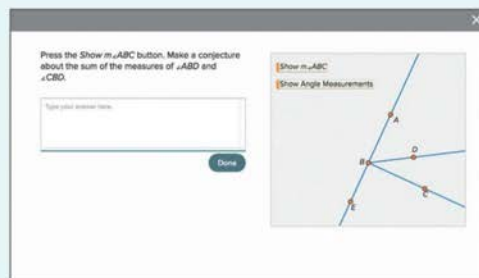 Press the Show m∠ABC button. Make a conjecture
about the sum of the measures of ∠ABD and
∠CBD.
Type your answer here.
Done
Show m∠ABC
Show Angle Measurements
A
D
B
C
E